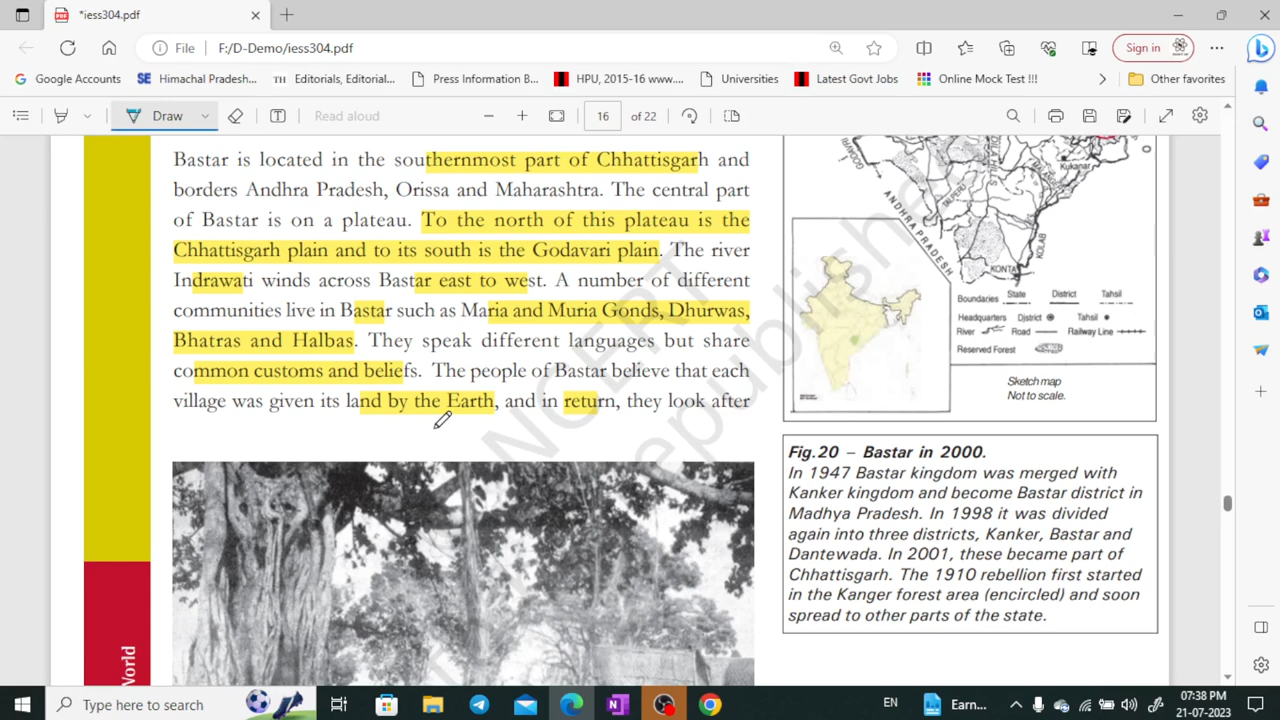 *iess304.pdf
File F:/D-Demo/iess304.pdf
Sign in
Google Accounts
SE Himachal Pradesh...
TH Editorials, Editorial...
Press Information B...
HPU, 2015-16 www....
Universities
Latest Govt Jobs
Online Mock Test !!!
Other favorites
Draw
Read aloud
16 of 22
Bastar is located in the southernmost part of Chhattisgarh and
borders Andhra Pradesh, Orissa and Maharashtra. The central part
of Bastar is on a plateau. To the north of this plateau is the
Chhattisgarh plain and to its south is the Godavari plain. The river
Indrawati winds across Bastar east to west. A number of different
communities live in Bastar such as Maria and Muria Gonds, Dhurwas,
Bhatras and Halbas. They speak different languages but share
common customs and beliefs. The people of Bastar believe that each
village was given its land by the Earth, and in return, they look after
GODAVARI
ANDHRA PRADESH
Kukanar
KOLAB
KONTA
Boundaries State District Tahsil
Headquarters District Tahsil
River Road Railway Line
Reserved Forest
Sketch map
Not to scale.
Fig.20 – Bastar in 2000.
In 1947 Bastar kingdom was merged with
Kanker kingdom and become Bastar district in
Madhya Pradesh. In 1998 it was divided
again into three districts, Kanker, Bastar and
Dantewada. In 2001, these became part of
Chhattisgarh. The 1910 rebellion first started
in the Kanger forest area (encircled) and soon
spread to other parts of the state.
NCERT
republished
World
Type here to search
EN
Earn...
07:38 PM
21-07-2023